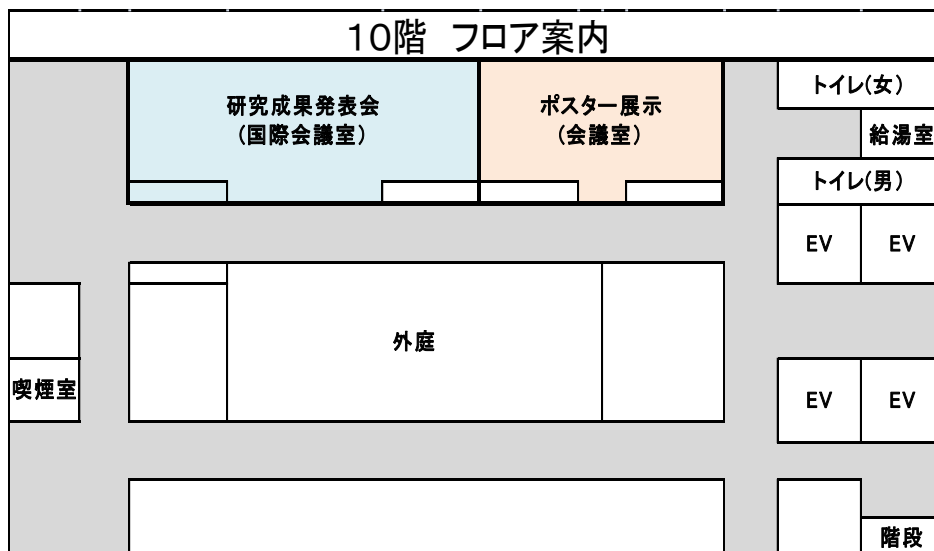 10階 フロア案内
研究成果発表会
(国際会議室)
ポスター展示
(会議室)
トイレ(女)
給湯室
トイレ(男)
EV
EV
外庭
喫煙室
EV
EV
階段